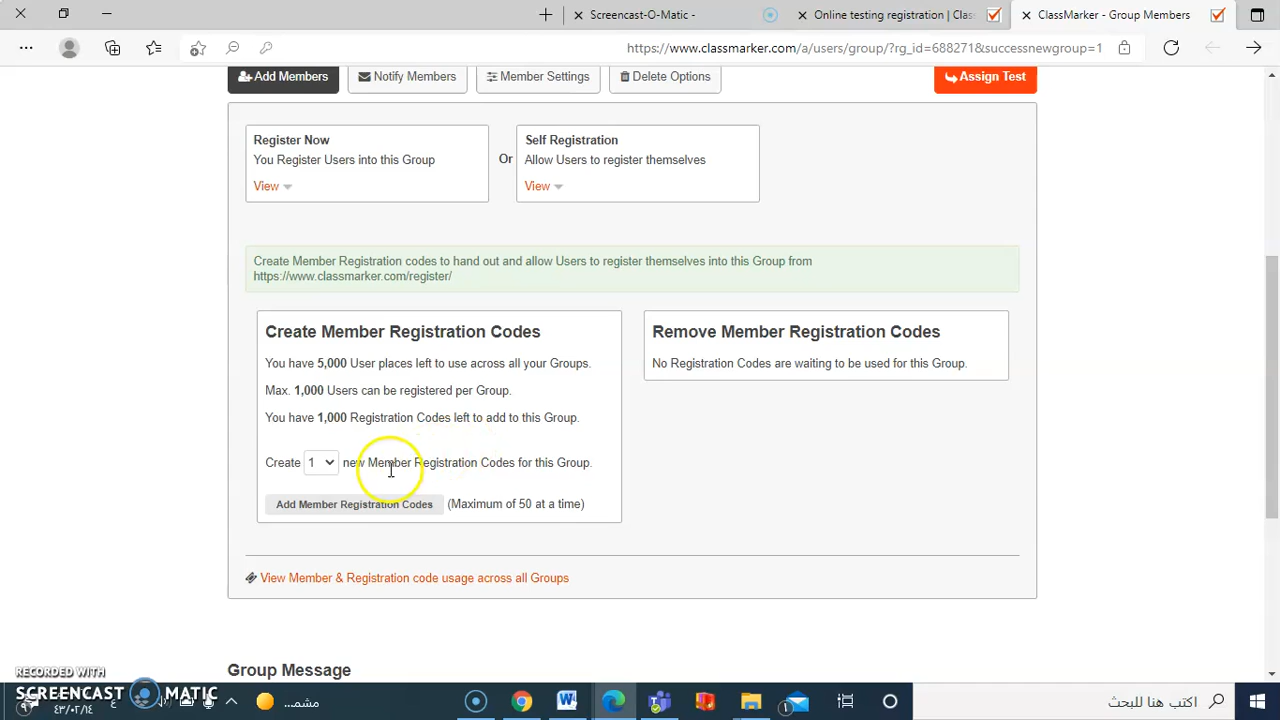 Screencast-O-Matic -
Online testing registration | Clas
ClassMarker - Group Members
https://www.classmarker.com/a/users/group/?rg_id=688271&successnewgroup=1
Add Members
Notify Members
Member Settings
Delete Options
Assign Test
Register Now
You Register Users into this Group
View
Or
Self Registration
Allow Users to register themselves
View
Create Member Registration codes to hand out and allow Users to register themselves into this Group from
https://www.classmarker.com/register/
Create Member Registration Codes
You have 5,000 User places left to use across all your Groups.
Max. 1,000 Users can be registered per Group.
You have 1,000 Registration Codes left to add to this Group.
Create 1 new Member Registration Codes for this Group.
Add Member Registration Codes (Maximum of 50 at a time)
Remove Member Registration Codes
No Registration Codes are waiting to be used for this Group.
View Member & Registration code usage across all Groups
Group Message
RECORDED WITH
SCREENCAST MATIC
مشمـ...
اكتب هنا للبحث